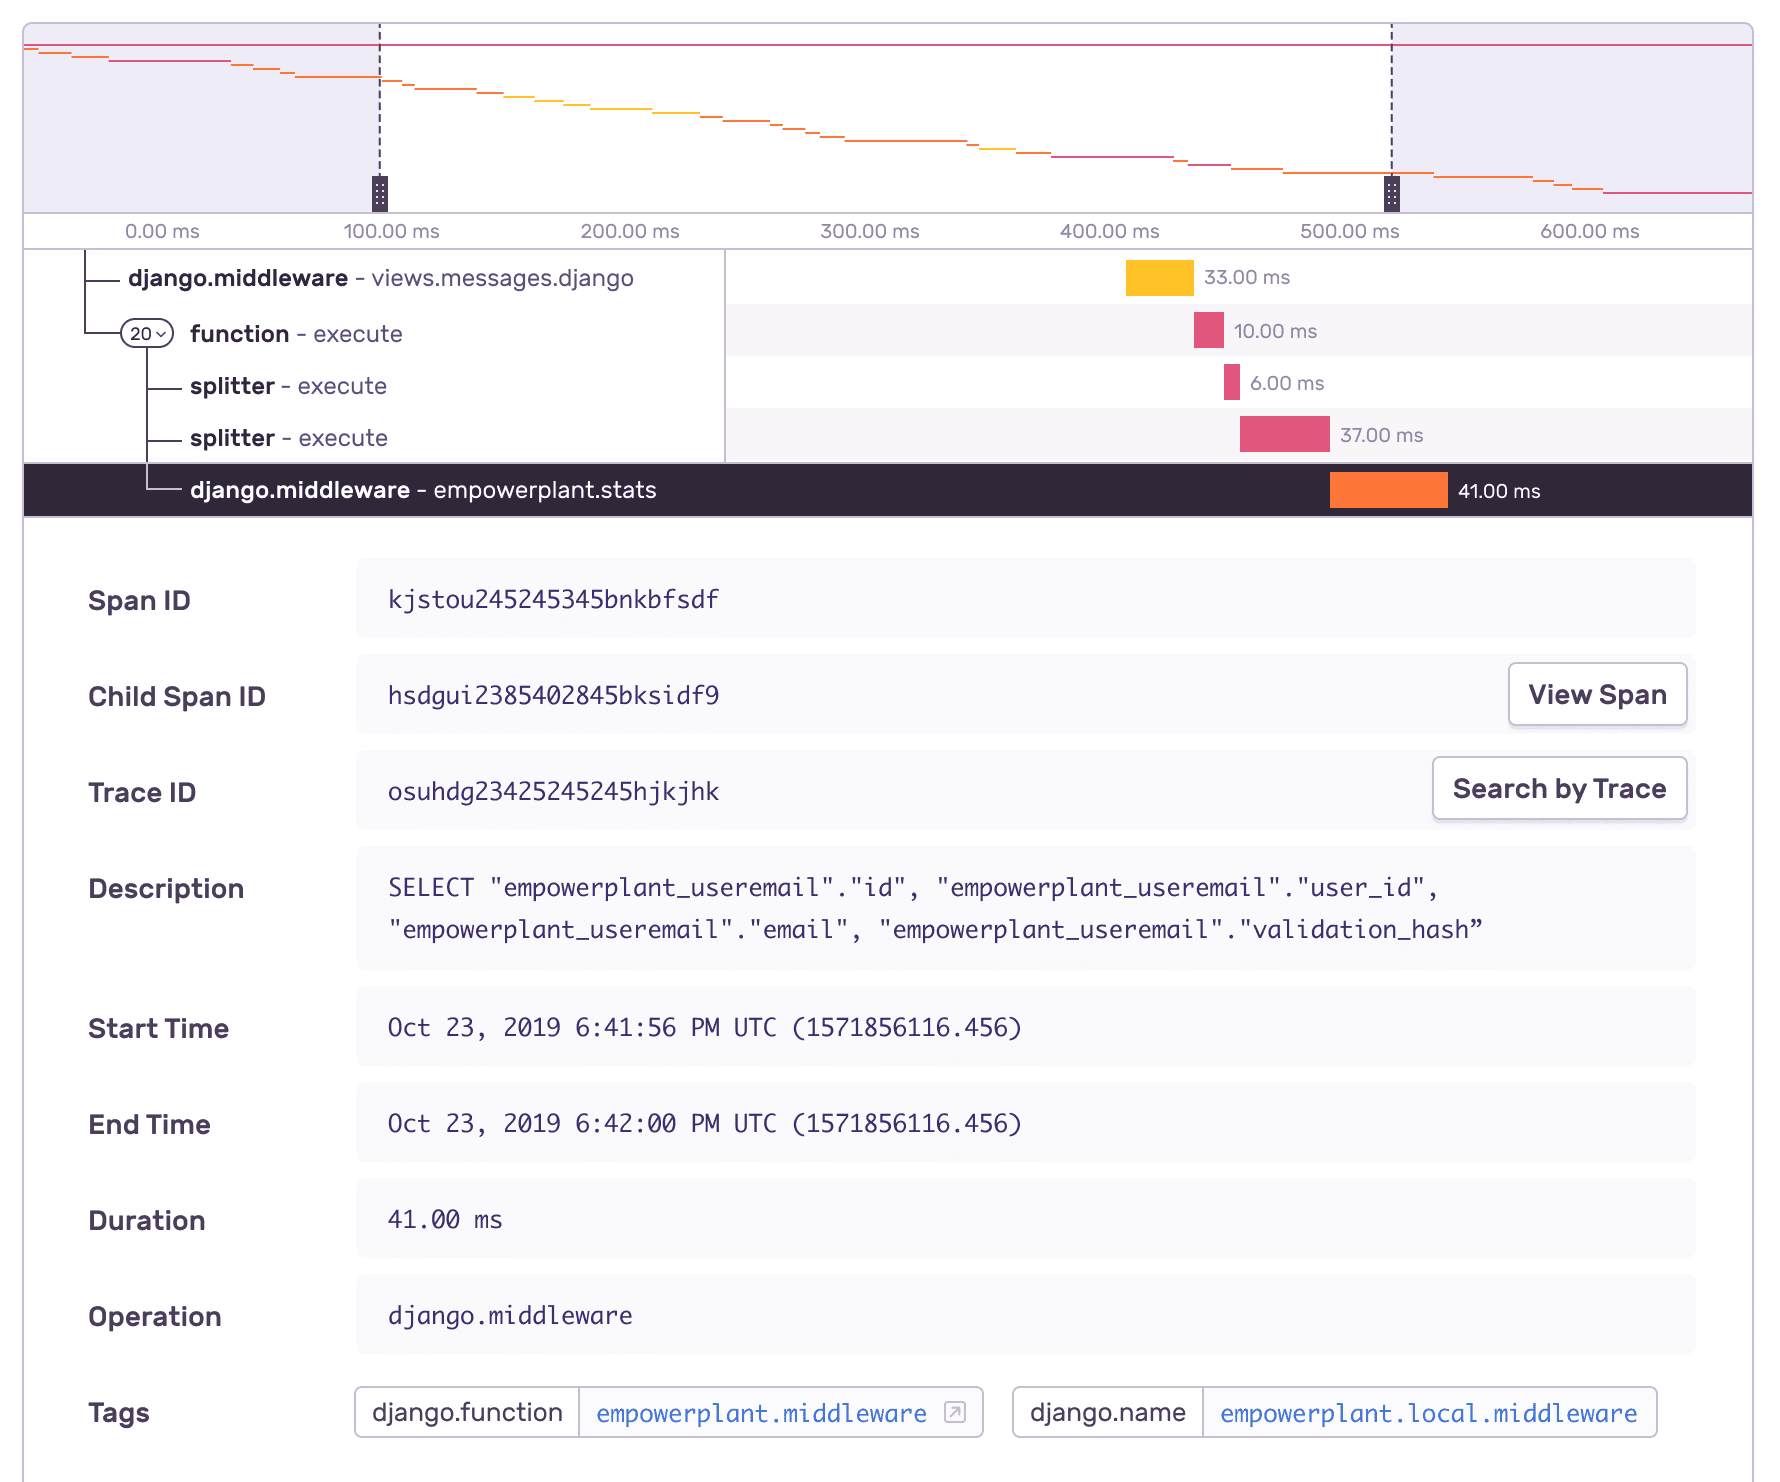 0.00 ms 100.00 ms 200.00 ms 300.00 ms 400.00 ms 500.00 ms 600.00 ms
django.middleware - views.messages.django 33.00 ms
20 function - execute 10.00 ms
splitter - execute 6.00 ms
splitter - execute 37.00 ms
django.middleware - empowerplant.stats 41.00 ms
Span ID kjstou245245345bnkbfsdf
Child Span ID hsdgui2385402845bksidf9 View Span
Trace ID osuhdg23425245245hjkjhk Search by Trace
Description SELECT "empowerplant_useremail"."id", "empowerplant_useremail"."user_id",
"empowerplant_useremail"."email", "empowerplant_useremail"."validation_hash”
Start Time Oct 23, 2019 6:41:56 PM UTC (1571856116.456)
End Time Oct 23, 2019 6:42:00 PM UTC (1571856116.456)
Duration 41.00 ms
Operation django.middleware
Tags django.function empowerplant.middleware django.name empowerplant.local.middleware